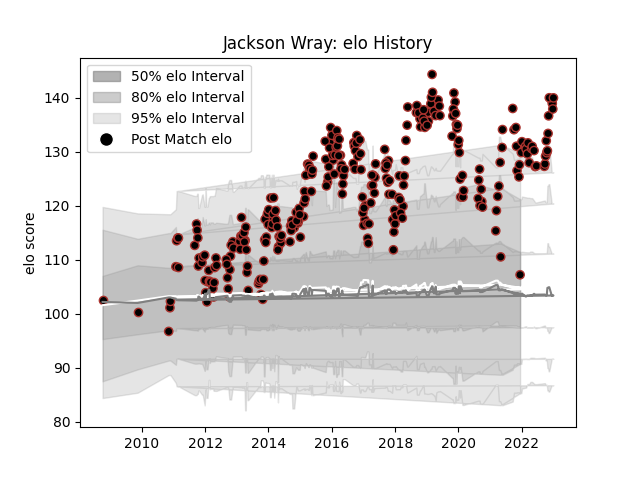 Jackson Wray: elo History
50% elo Interval
80% elo Interval
95% elo Interval
Post Match elo
elo score
140
130
120
110
100
90
80
2010 2012 2014 2016 2018 2020 2022